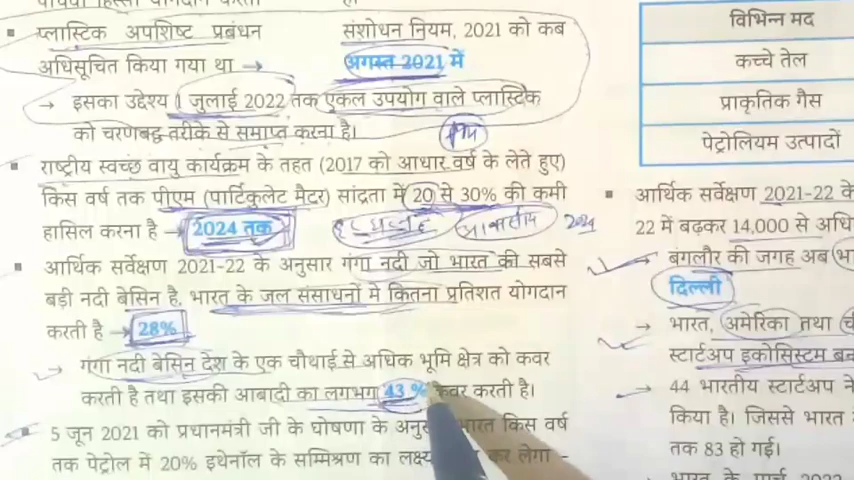 प्लास्टिक अपशिष्ट प्रबंधन संशोधन नियम, 2021 को कब
अधिसूचित किया गया था → अगस्त 2021 में
→ इसका उद्देश्य 1 जुलाई 2022 तक एकल उपयोग वाले प्लास्टिक
को चरणबद्ध तरीके से समाप्त करना है।
राष्ट्रीय स्वच्छ वायु कार्यक्रम के तहत (2017 को आधार वर्ष के लेते हुए)
किस वर्ष तक पीएम (पार्टिकुलेट मैटर) सांद्रता में 20 से 30% की कमी
हासिल करना है → 2024 तक 2024
आर्थिक सर्वेक्षण 2021-22 के अनुसार गंगा नदी जो भारत की सबसे
बड़ी नदी बेसिन है, भारत के जल संसाधनों में कितना प्रतिशत योगदान
करती है → 28%
→ गंगा नदी बेसिन देश के एक चौथाई से अधिक भूमि क्षेत्र को कवर
करती है तथा इसकी आबादी का लगभग 43 % कवर करती है।
5 जून 2021 को प्रधानमंत्री जी के घोषणा के भारत किस वर्ष
तक पेट्रोल में 20% इथेनॉल के सम्मिश्रण का कर लेगा -
विभिन्न मद
कच्चे तेल
प्राकृतिक गैस
पेट्रोलियम उत्पादों
आर्थिक सर्वेक्षण 2021-22 के
22 में बढ़कर 14,000 से
बंगलौर की जगह अब
दिल्ली
→ भारत, अमेरिका तथा
स्टार्टअप इकोसिस्टम
→ 44 भारतीय स्टार्टअप ने
किया है। जिससे भारत
तक 83 हो गई।